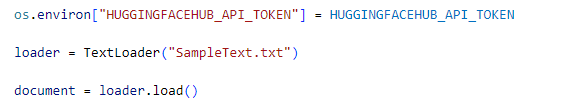 os.environ["HUGGINGFACEHUB_API_TOKEN"] = HUGGINGFACEHUB_API_TOKEN
loader = TextLoader("SampleText.txt")
document = loader.load()